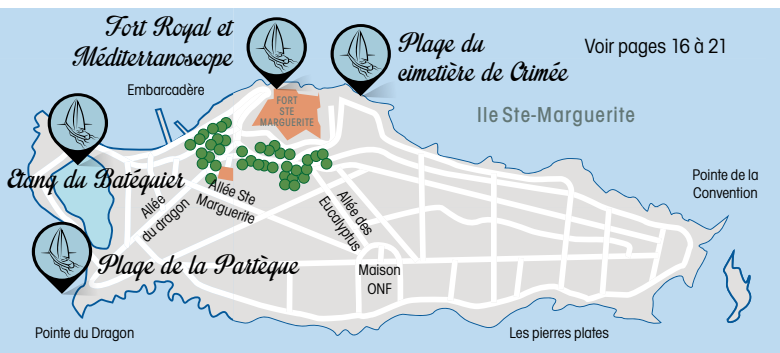 Fort Royal et
Méditerranoscope
Plage du
cimetière de Crimée
Voir pages 16 à 21
Embarcadère
FORT
STE
MARGUERITE
Ile Ste-Marguerite
Etang du Batéguier
Allée
du dragon
Allée Ste
Marguerite
Allée des
Eucalyptus
Pointe de la
Convention
Plage de la Partègue
Maison
ONF
Pointe du Dragon
Les pierres plates